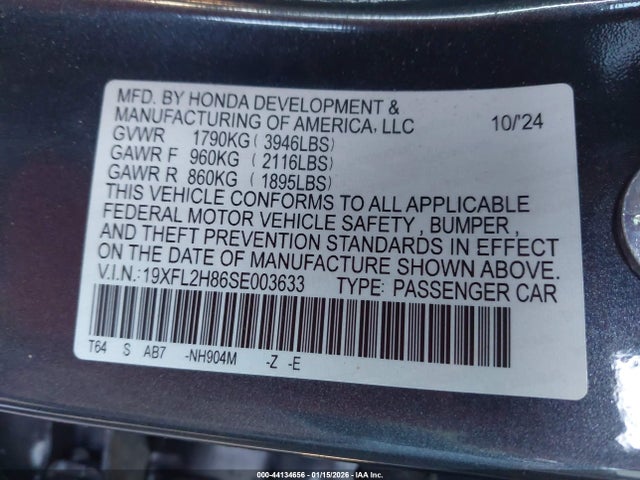 MFD. BY HONDA DEVELOPMENT &
MANUFACTURING OF AMERICA, LLC 10/'24
GVWR 1790KG ( 3946LBS)
GAWR F 960KG ( 2116LBS)
GAWR R 860KG ( 1895LBS)
THIS VEHICLE CONFORMS TO ALL APPLICABLE
FEDERAL MOTOR VEHICLE SAFETY , BUMPER ,
AND THEFT PREVENTION STANDARDS IN EFFECT
ON THE DATE OF MANUFACTURE SHOWN ABOVE.
V.I.N.:19XFL2H86SE003633 TYPE: PASSENGER CAR
T64 S AB7 -NH904M -Z -E
000-44134656 | 01/15/2026 | IAA Inc.